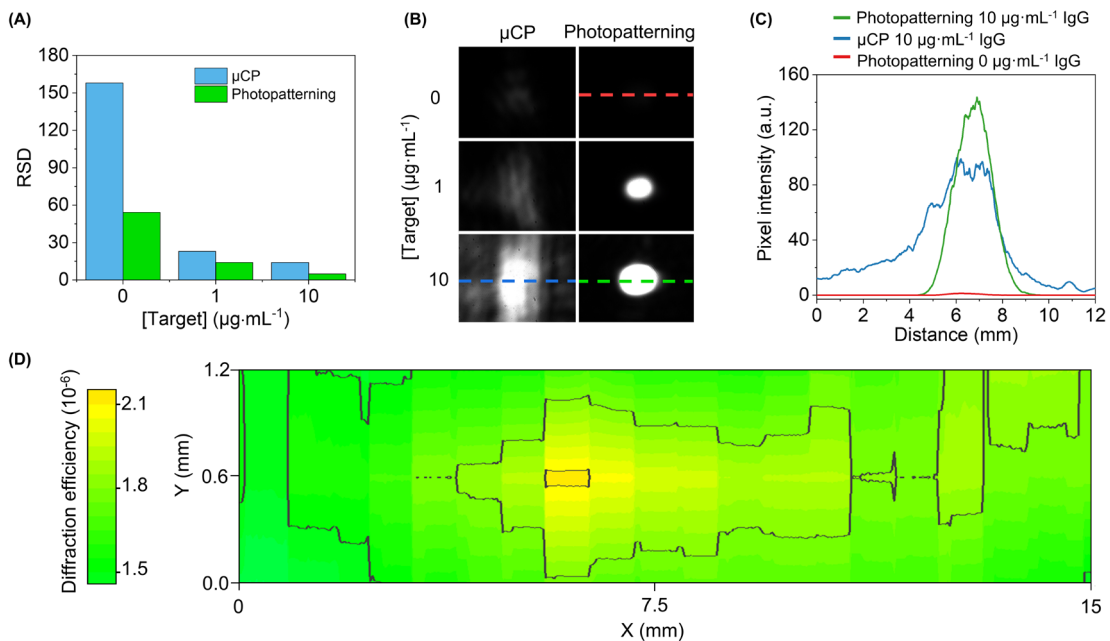 (A)
µCP
Photopatterning
RSD
180
150
120
90
60
30
0
0
1
10
[Target] (µg·mL⁻¹)
(B)
µCP
Photopatterning
[Target] (µg·mL⁻¹)
0
1
10
(C)
Photopatterning 10 µg·mL⁻¹ IgG
µCP 10 µg·mL⁻¹ IgG
Photopatterning 0 µg·mL⁻¹ IgG
Pixel intensity (a.u.)
160
120
80
40
0
0
2
4
6
8
10
12
Distance (mm)
(D)
Diffraction efficiency (10⁻⁶)
2.1
1.8
1.5
Y (mm)
1.2
0.6
0.0
0
7.5
15
X (mm)